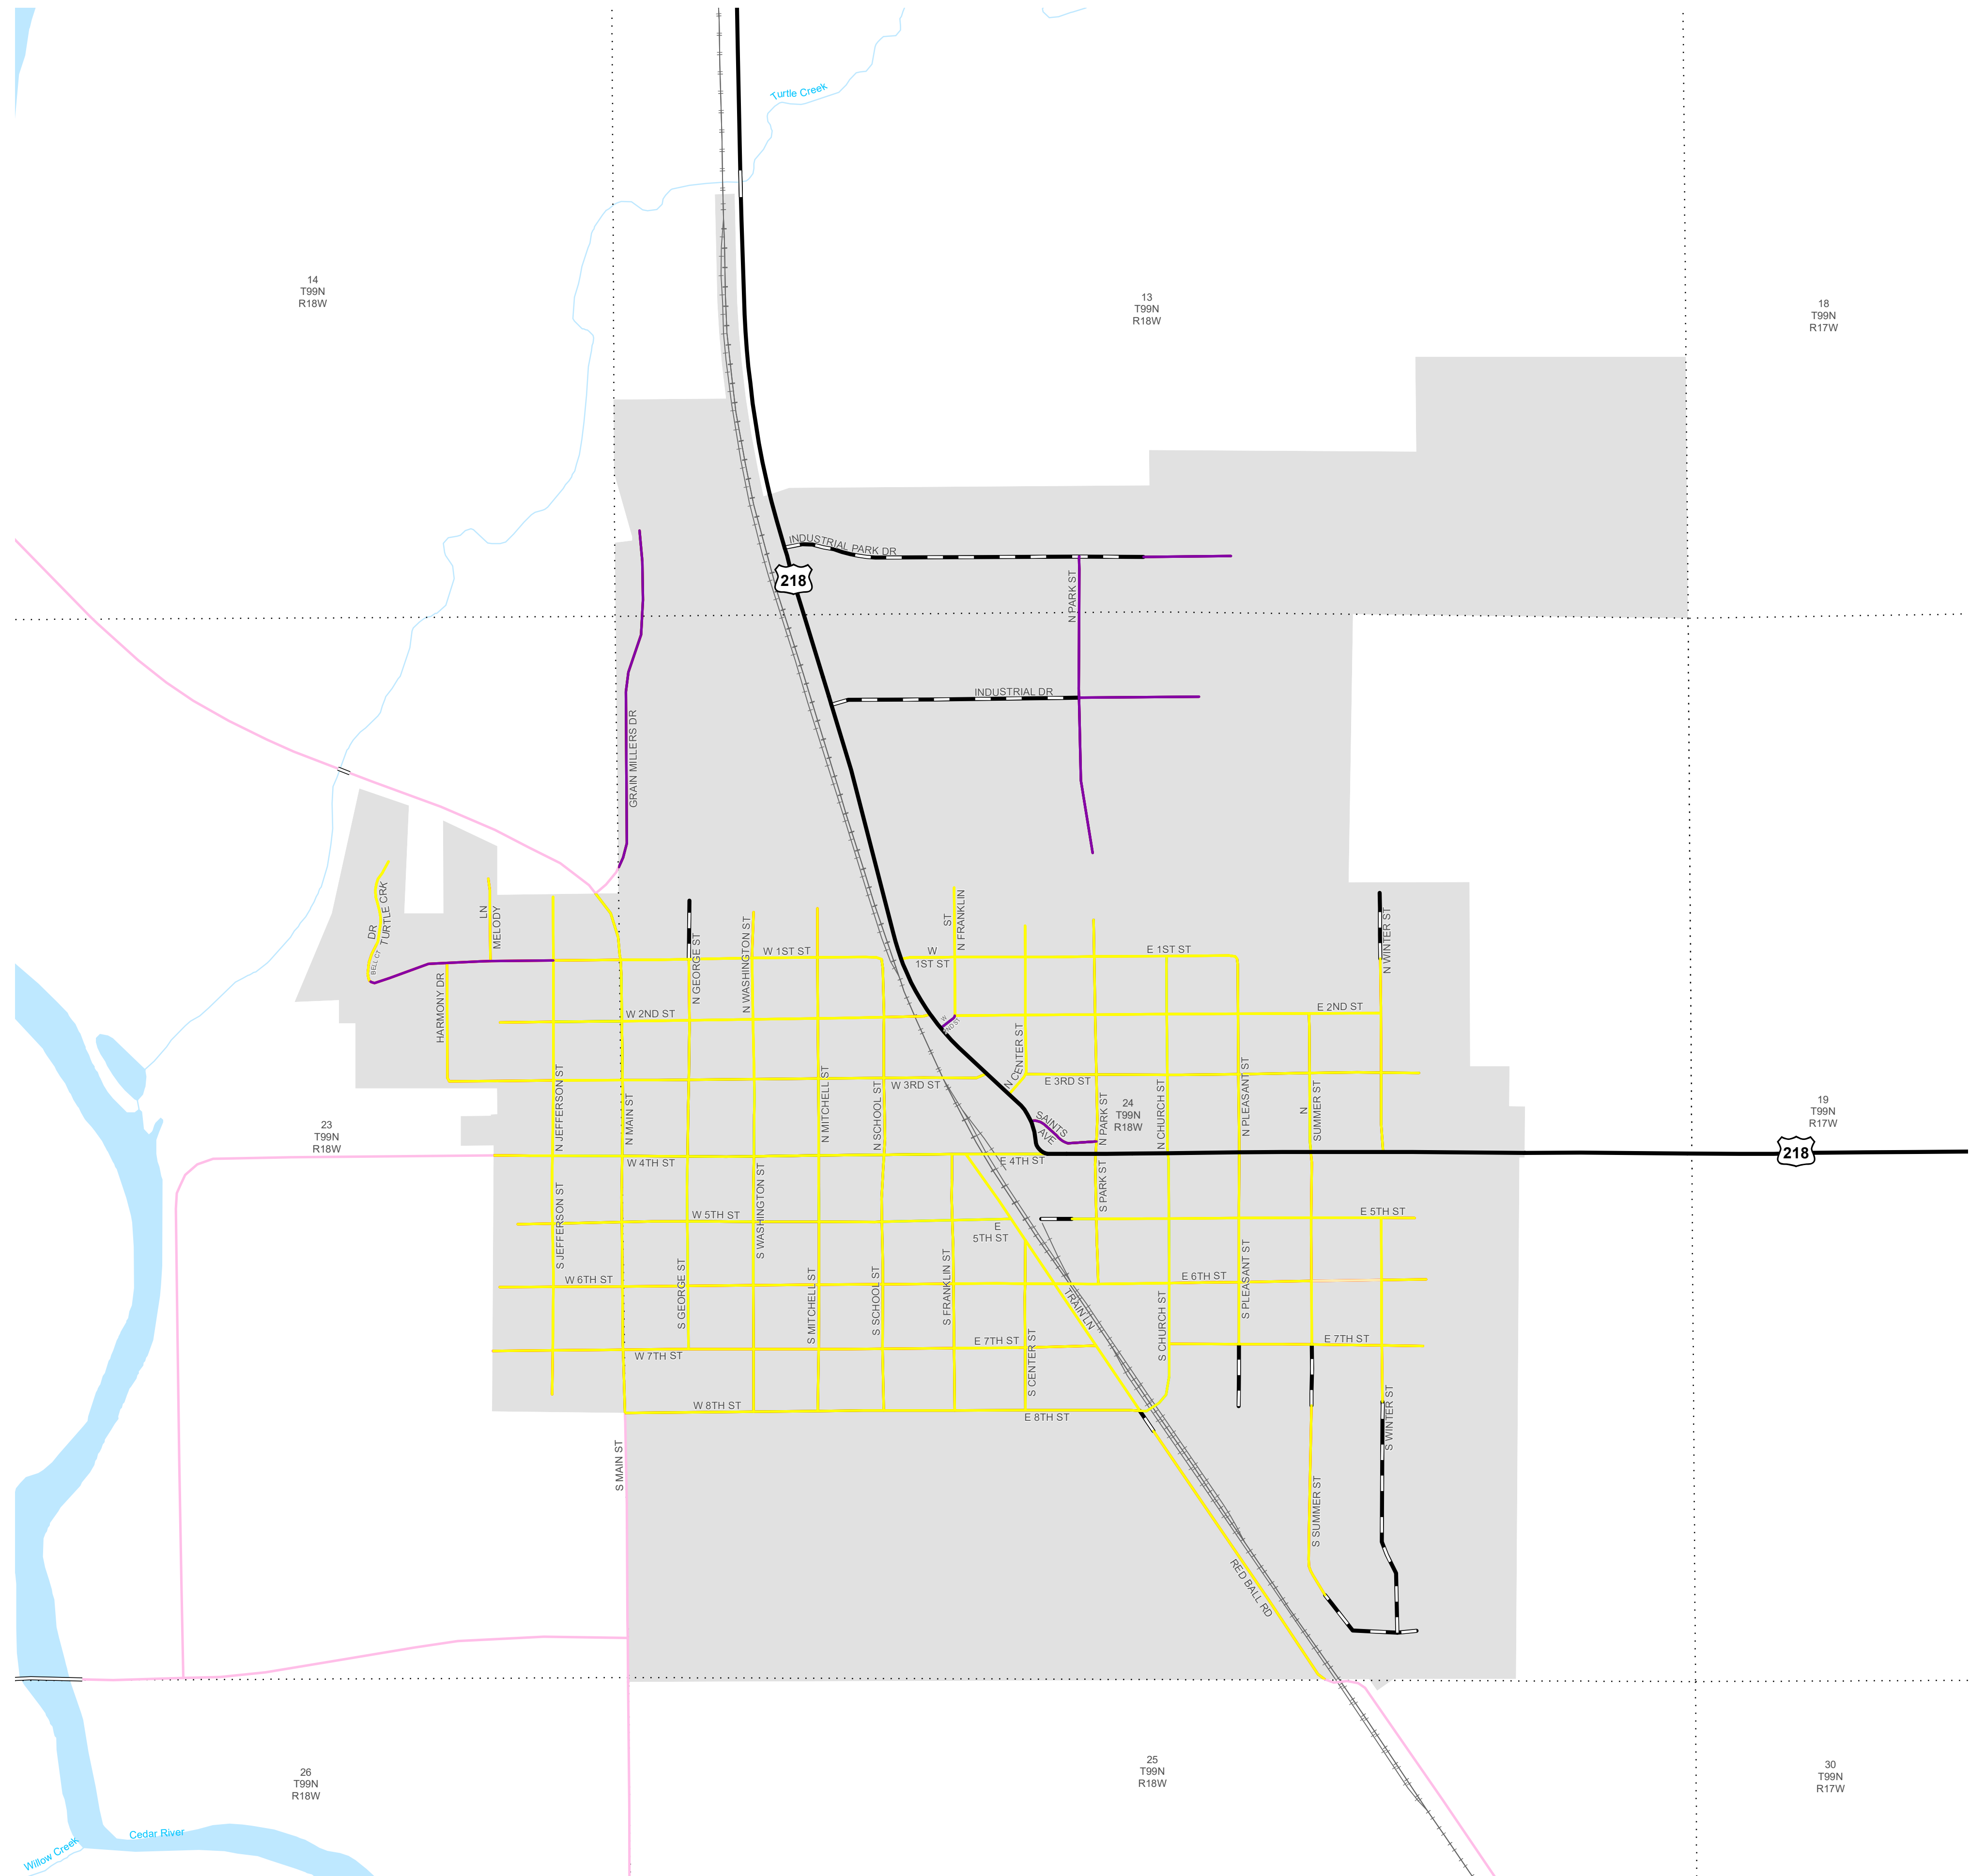 Turtle Creek
14
T99N
R18W
13
T99N
R18W
18
T99N
R17W
INDUSTRIAL PARK DR
218
N PARK ST
INDUSTRIAL DR
GRAIN MILLERS DR
TURTLE CRK
DR
BELL CT
MELODY
LN
HARMONY DR
N GEORGE ST
N WASHINGTON ST
W 1ST ST
W
1ST ST
N FRANKLIN
ST
E 1ST ST
N WINTER ST
W 2ND ST
W
2ND ST
E 2ND ST
N CENTER ST
N JEFFERSON ST
N MAIN ST
N MITCHELL ST
N SCHOOL ST
W 3RD ST
E 3RD ST
SAINTS
AVE
N PARK ST
24
T99N
R18W
N CHURCH ST
N PLEASANT ST
N
SUMMER ST
23
T99N
R18W
19
T99N
R17W
218
W 4TH ST
E 4TH ST
S JEFFERSON ST
S WASHINGTON ST
S PARK ST
W 5TH ST
E
5TH ST
E 5TH ST
S GEORGE ST
S MITCHELL ST
S SCHOOL ST
S FRANKLIN ST
S PLEASANT ST
W 6TH ST
E 6TH ST
TRAIN LN
S CENTER ST
S CHURCH ST
W 7TH ST
E 7TH ST
E 7TH ST
W 8TH ST
E 8TH ST
S MAIN ST
S WINTER ST
S SUMMER ST
RED BALL RD
26
T99N
R18W
25
T99N
R18W
30
T99N
R17W
Cedar River
Willow Creek